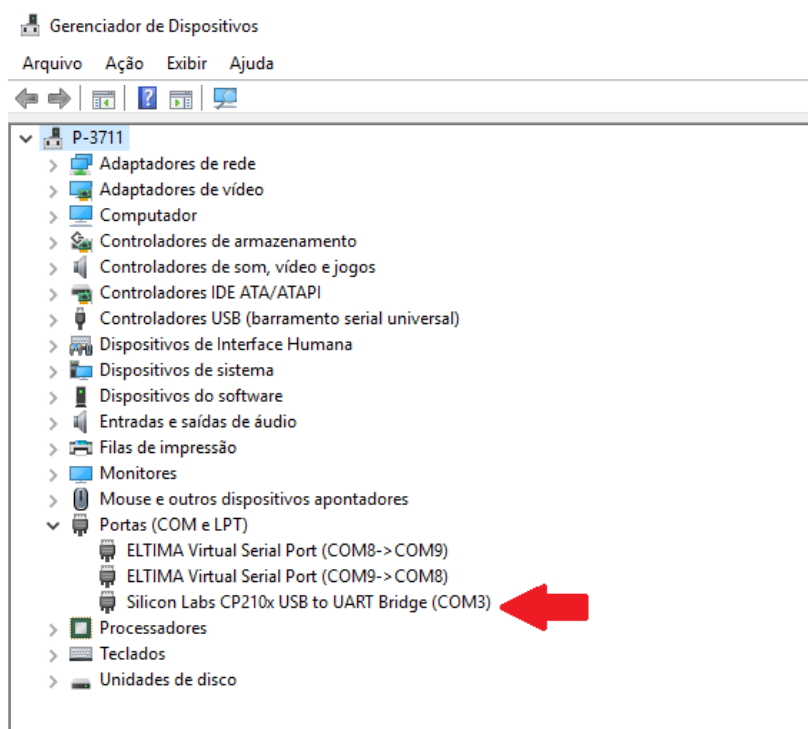 Gerenciador de Dispositivos
Arquivo Ação Exibir Ajuda
P-3711
Adaptadores de rede
Adaptadores de vídeo
Computador
Controladores de armazenamento
Controladores de som, vídeo e jogos
Controladores IDE ATA/ATAPI
Controladores USB (barramento serial universal)
Dispositivos de Interface Humana
Dispositivos de sistema
Dispositivos do software
Entradas e saídas de áudio
Filas de impressão
Monitores
Mouse e outros dispositivos apontadores
Portas (COM e LPT)
ELTIMA Virtual Serial Port (COM8->COM9)
ELTIMA Virtual Serial Port (COM9->COM8)
Silicon Labs CP210x USB to UART Bridge (COM3)
Processadores
Teclados
Unidades de disco